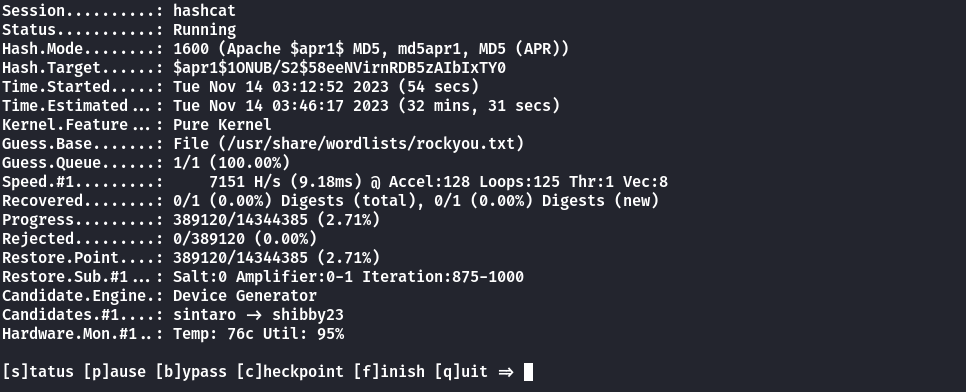 Session..........: hashcat
Status...........: Running
Hash.Mode........: 1600 (Apache $apr1$ MD5, md5apr1, MD5 (APR))
Hash.Target......: $apr1$1ONUB/S2$58eeNVirnRDB5zAIbIxTY0
Time.Started.....: Tue Nov 14 03:12:52 2023 (54 secs)
Time.Estimated...: Tue Nov 14 03:46:17 2023 (32 mins, 31 secs)
Kernel.Feature...: Pure Kernel
Guess.Base.......: File (/usr/share/wordlists/rockyou.txt)
Guess.Queue......: 1/1 (100.00%)
Speed.#1.........:     7151 H/s (9.18ms) @ Accel:128 Loops:125 Thr:1 Vec:8
Recovered........: 0/1 (0.00%) Digests (total), 0/1 (0.00%) Digests (new)
Progress.........: 389120/14344385 (2.71%)
Rejected.........: 0/389120 (0.00%)
Restore.Point....: 389120/14344385 (2.71%)
Restore.Sub.#1...: Salt:0 Amplifier:0-1 Iteration:875-1000
Candidate.Engine.: Device Generator
Candidates.#1....: sintaro -> shibby23
Hardware.Mon.#1..: Temp: 76c Util: 95%
[s]tatus [p]ause [b]ypass [c]heckpoint [f]inish [q]uit =>